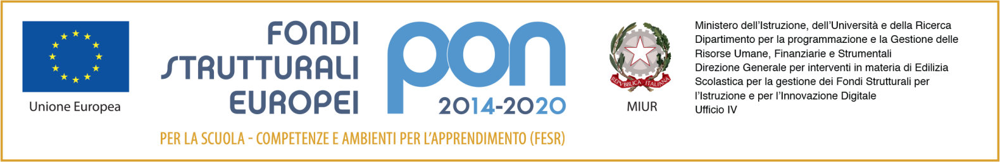 Unione Europea
FONDI
STRUTTURALI
EUROPEI
pon
2014-2020
PER LA SCUOLA - COMPETENZE E AMBIENTI PER L'APPRENDIMENTO (FESR)
REPVBBLICA ITALIANA
MIUR
Ministero dell'Istruzione, dell'Università e della Ricerca
Dipartimento per la programmazione e la Gestione delle
Risorse Umane, Finanziarie e Strumentali
Direzione Generale per interventi in materia di Edilizia
Scolastica per la gestione dei Fondi Strutturali per
l'Istruzione e per l'Innovazione Digitale
Ufficio IV